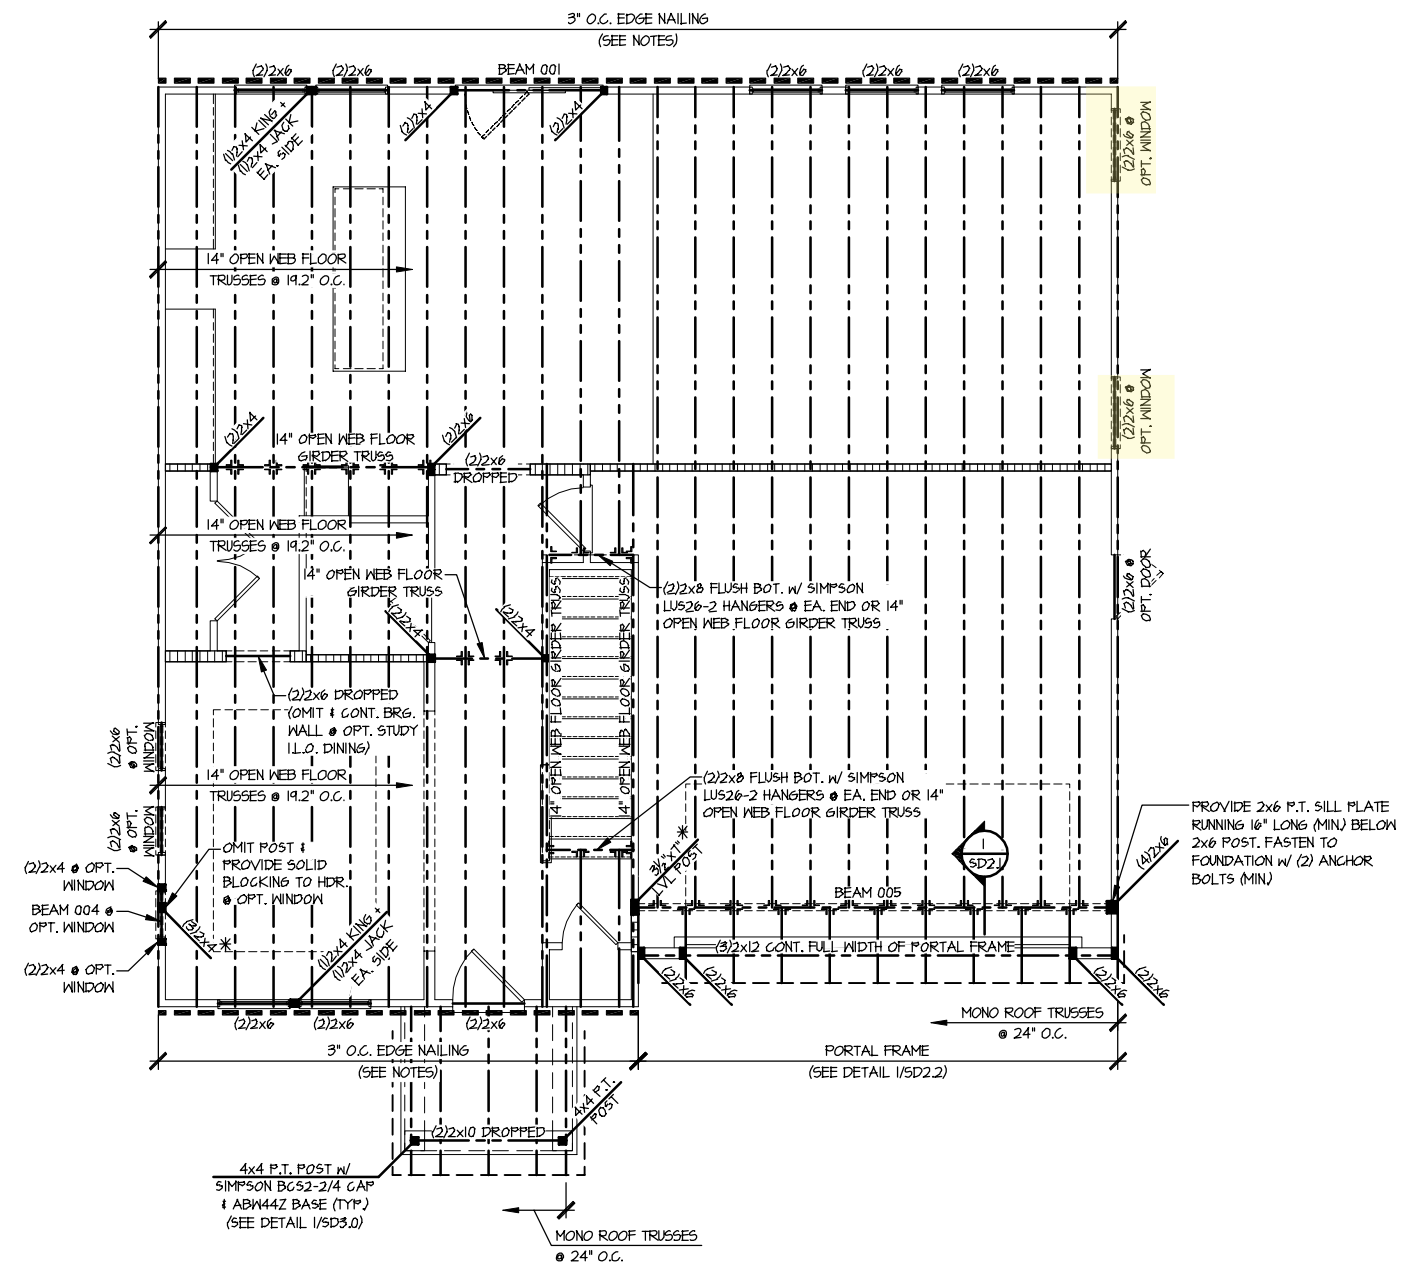 3" O.C. EDGE NAILING
(SEE NOTES)
(2)2x6
(2)2x6
BEAM 001
(2)2x6
(2)2x6
(2)2x6
(1)2x4 KING +
(1)2x4 JACK
EA. SIDE
(2)2x4
(2)2x4
(2)2x6 @
OPT. WINDOW
14" OPEN WEB FLOOR
TRUSSES @ 19.2" O.C.
(2)2x6 @
OPT. WINDOW
(2)2x4
14" OPEN WEB FLOOR
GIRDER TRUSS
(2)2x6
(2)2x6
DROPPED
14" OPEN WEB FLOOR
TRUSSES @ 19.2" O.C.
14" OPEN WEB FLOOR
GIRDER TRUSS
(2)2x4
(2)2x4
14" OPEN WEB FLOOR GIRDER TRUSS
14" OPEN WEB FLOOR GIRDER TRUSS
(2)2x8 FLUSH BOT. W/ SIMPSON
LUS26-2 HANGERS @ EA. END OR 14"
OPEN WEB FLOOR GIRDER TRUSS
(2)2x6 @
OPT. DOOR
(2)2x6 DROPPED
(OMIT & CONT. BRG.
WALL @ OPT. STUDY
I.L.O. DINING)
(2)2x6
@ OPT.
WINDOW
14" OPEN WEB FLOOR
TRUSSES @ 19.2" O.C.
(2)2x6
@ OPT.
WINDOW
(2)2x8 FLUSH BOT. W/ SIMPSON
LUS26-2 HANGERS @ EA. END OR 14"
OPEN WEB FLOOR GIRDER TRUSS
PROVIDE 2x6 P.T. SILL PLATE
RUNNING 16" LONG (MIN.) BELOW
2x6 POST. FASTEN TO
FOUNDATION W/ (2) ANCHOR
BOLTS (MIN.)
OMIT POST &
PROVIDE SOLID
BLOCKING TO HDR.
@ OPT. WINDOW
(2)2x4 @ OPT.
WINDOW
BEAM 004 @
OPT. WINDOW
(2)2x4 @ OPT.
WINDOW
(3)2x4 *
(1)2x4 KING +
(1)2x4 JACK
EA. SIDE
3½"x7" *
LVL POST
1
SD2.1
BEAM 005
(4)2x6
(3)2x12 CONT. FULL WIDTH OF PORTAL FRAME
(2)2x6
(2)2x6
(2)2x6
(2)2x6
(2)2x6
(2)2x6
(2)2x6
MONO ROOF TRUSSES
@ 24" O.C.
3" O.C. EDGE NAILING
(SEE NOTES)
PORTAL FRAME
(SEE DETAIL 1/SD2.2)
4x4 P.T.
POST
(2)2x10 DROPPED
4x4 P.T. POST W/
SIMPSON BCS2-2/4 CAP
& ABW44Z BASE (TYP.)
(SEE DETAIL 1/SD3.0)
MONO ROOF TRUSSES
@ 24" O.C.